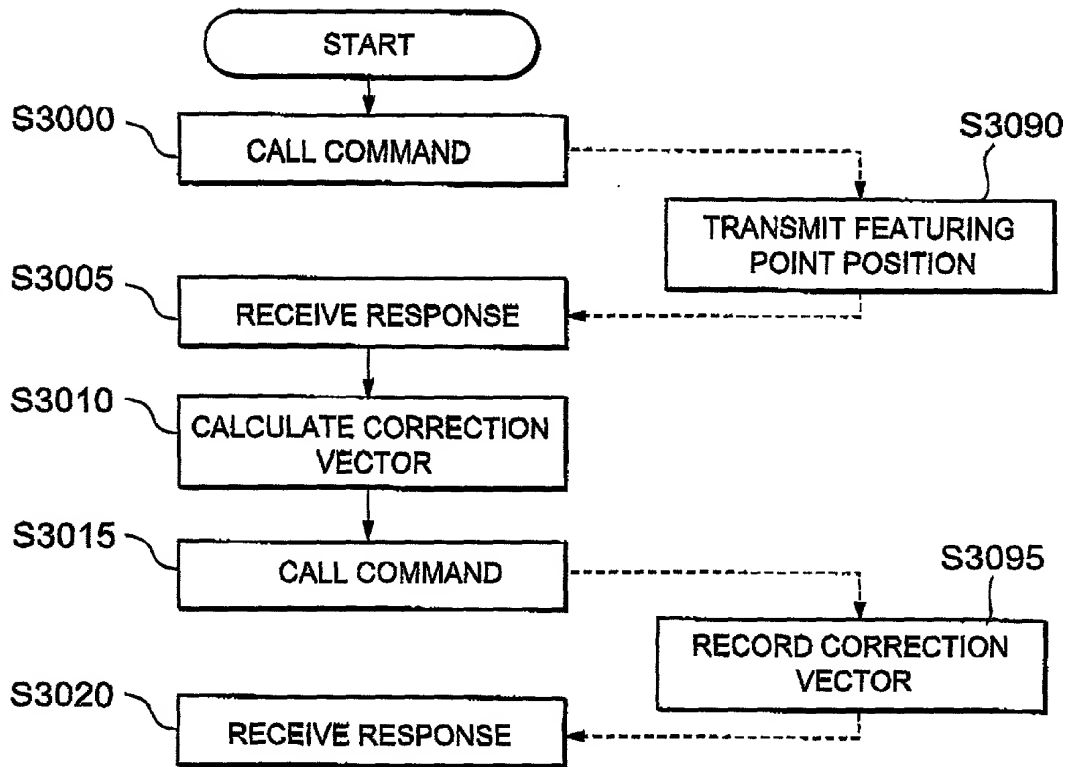 START
S3000
CALL COMMAND
S3090
TRANSMIT FEATURING
POINT POSITION
S3005
RECEIVE RESPONSE
S3010
CALCULATE CORRECTION
VECTOR
S3015
CALL COMMAND
S3095
RECORD CORRECTION
VECTOR
S3020
RECEIVE RESPONSE